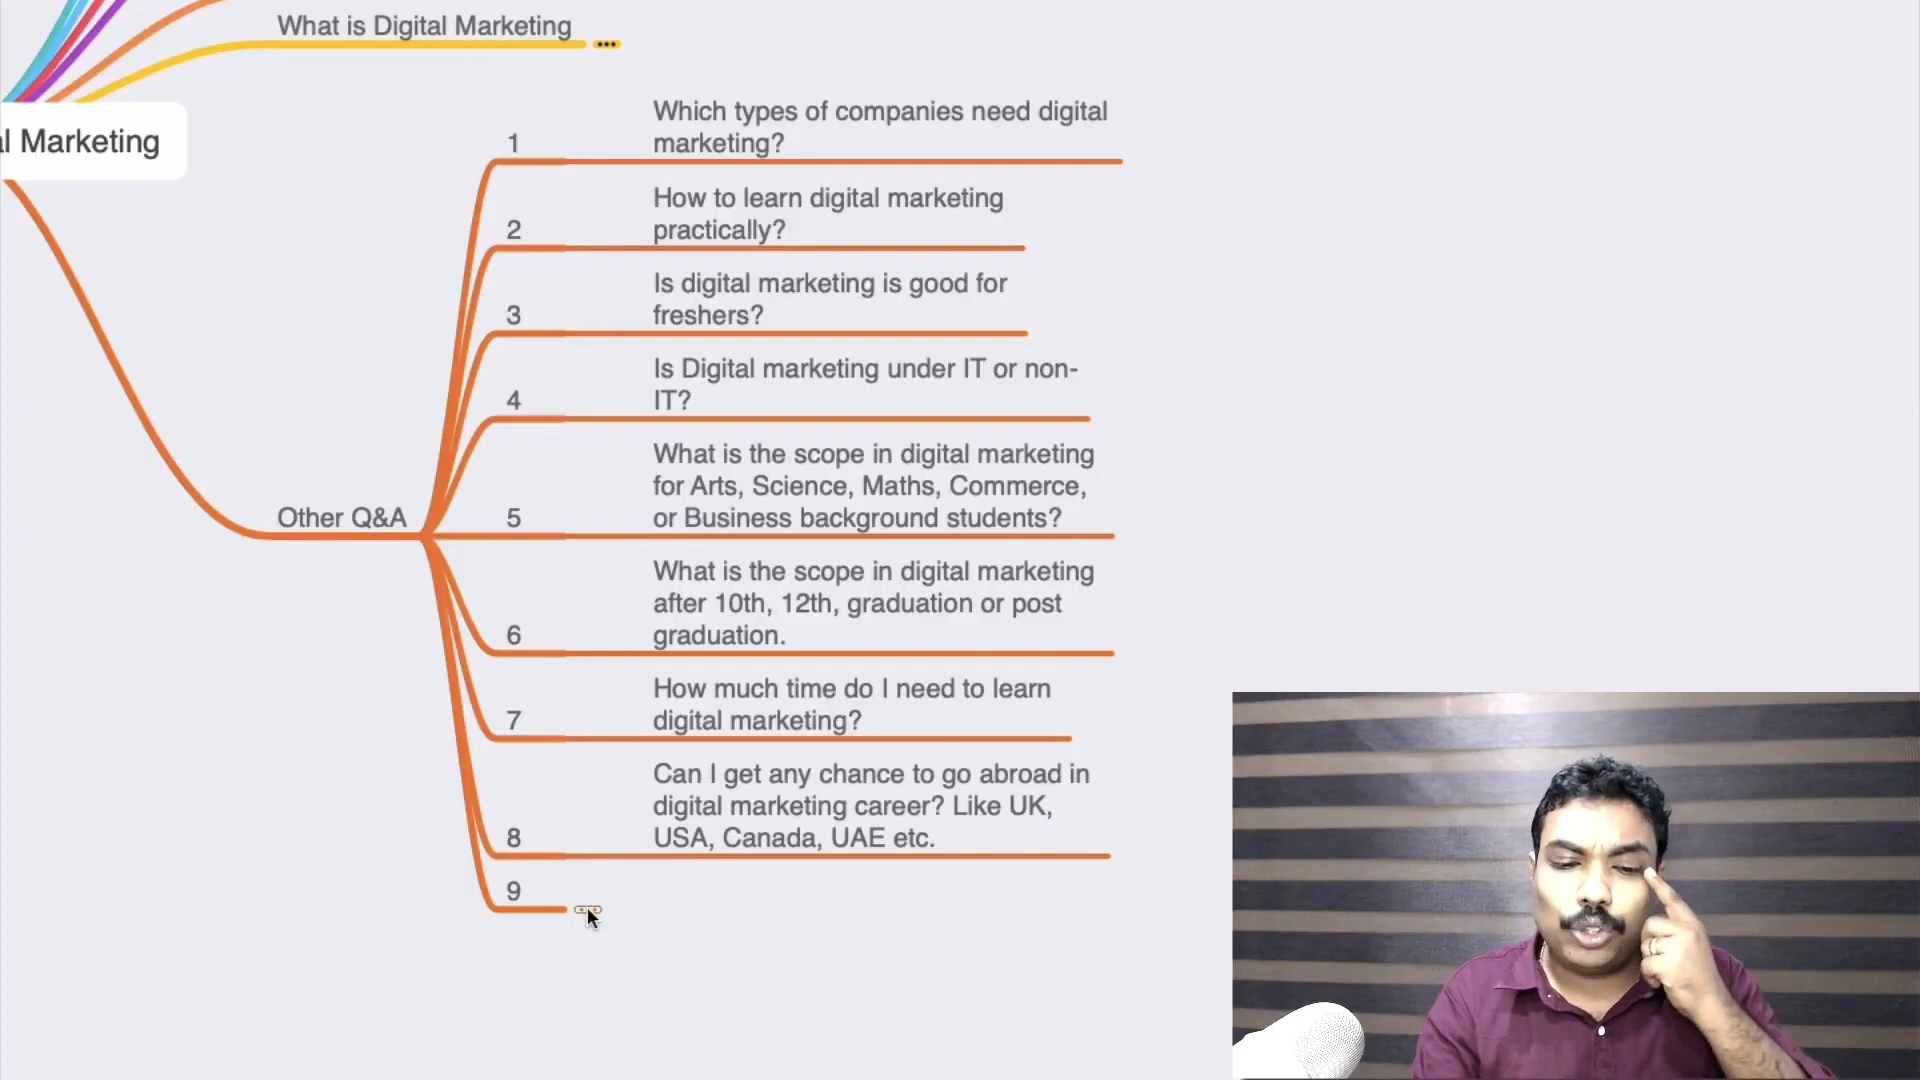 What is Digital Marketing
al Marketing
Which types of companies need digital
marketing?
1
How to learn digital marketing
practically?
2
Is digital marketing is good for
freshers?
3
Is Digital marketing under IT or non-
IT?
4
What is the scope in digital marketing
for Arts, Science, Maths, Commerce,
or Business background students?
5
Other Q&A
What is the scope in digital marketing
after 10th, 12th, graduation or post
graduation.
6
How much time do I need to learn
digital marketing?
7
Can I get any chance to go abroad in
digital marketing career? Like UK,
USA, Canada, UAE etc.
8
9